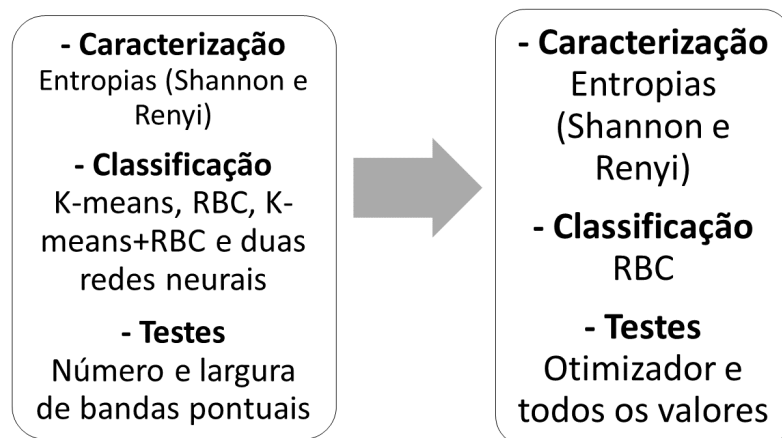 - Caracterização
Entropias (Shannon e
Renyi)
- Classificação
K-means, RBC, K-
means+RBC e duas
redes neurais
- Testes
Número e largura
de bandas pontuais
- Caracterização
Entropias
(Shannon e
Renyi)
- Classificação
RBC
- Testes
Otimizador e
todos os valores